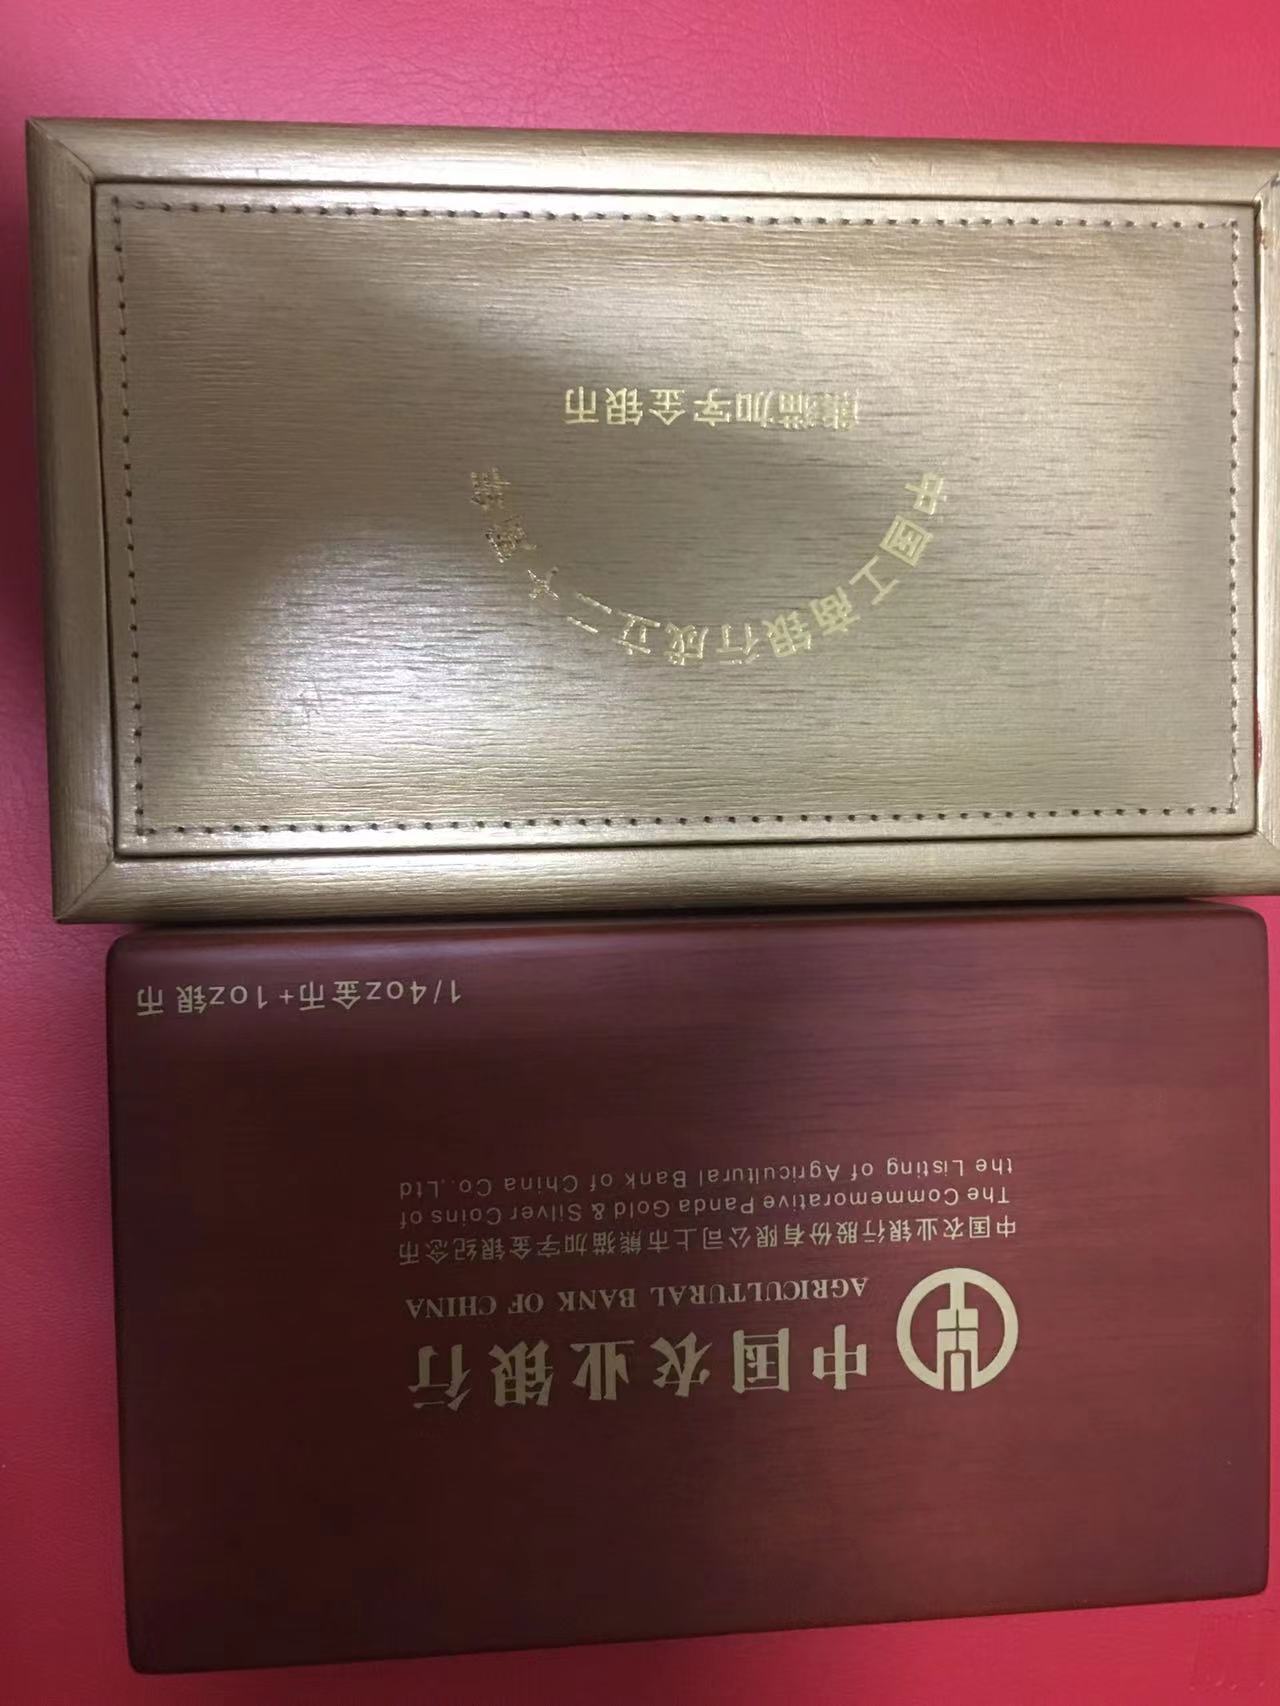 中国农业银行
AGRICULTURAL BANK OF CHINA
中国农业银行股份有限公司上市熊猫加字金银纪念币
The Commemorative Panda Gold & Silver Coins of
the Listing of Agricultural Bank of China Co.,Ltd
1/4oz金币+1oz银币
中国工商银行成立二十周年
熊猫加字金银币